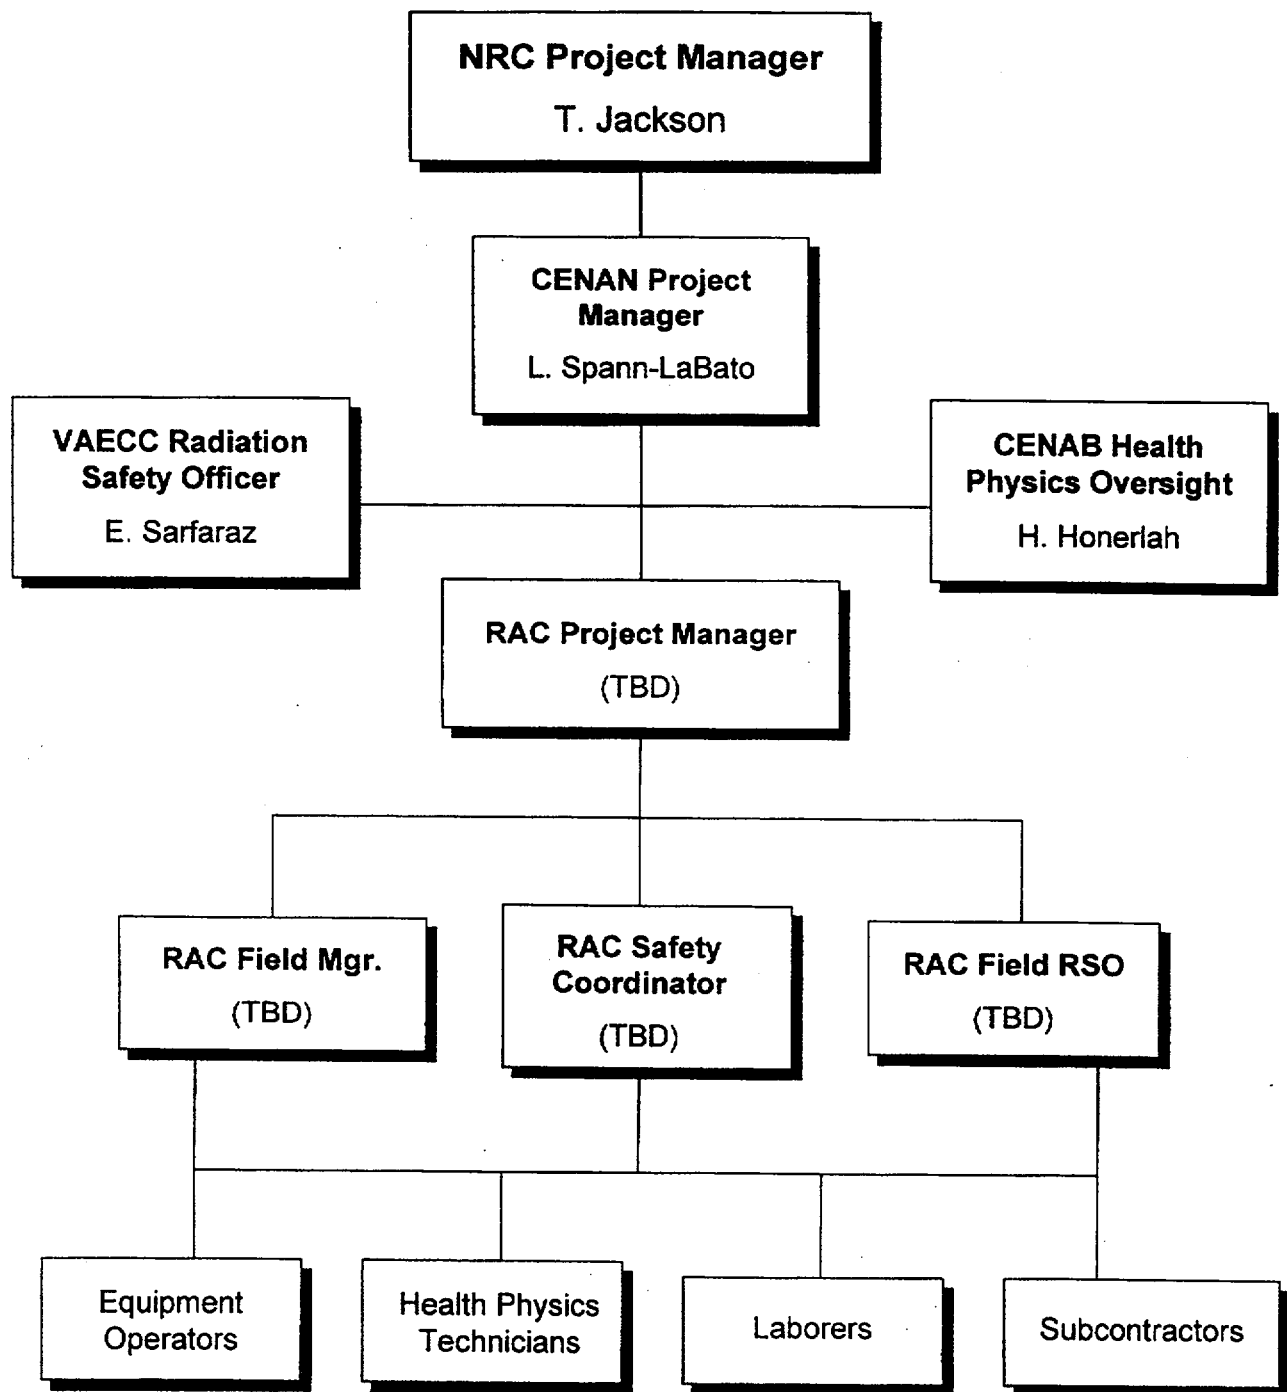 NRC Project Manager
T. Jackson
CENAN Project
Manager
L. Spann-LaBato
VAECC Radiation
Safety Officer
E. Sarfaraz
CENAB Health
Physics Oversight
H. Honerlah
RAC Project Manager
(TBD)
RAC Field Mgr.
(TBD)
RAC Safety
Coordinator
(TBD)
RAC Field RSO
(TBD)
Equipment
Operators
Health Physics
Technicians
Laborers
Subcontractors